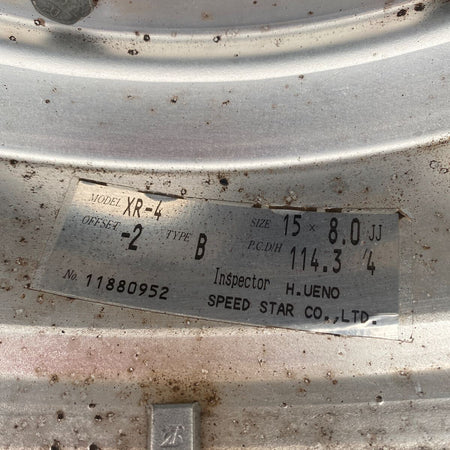 MODEL XR-4 SIZE 15 × 8.0 JJ
OFFSET -2 TYPE B P.C.D/H 114.3 /4
No. 11880952 Inspector H.UENO
SPEED STAR CO.,LTD.